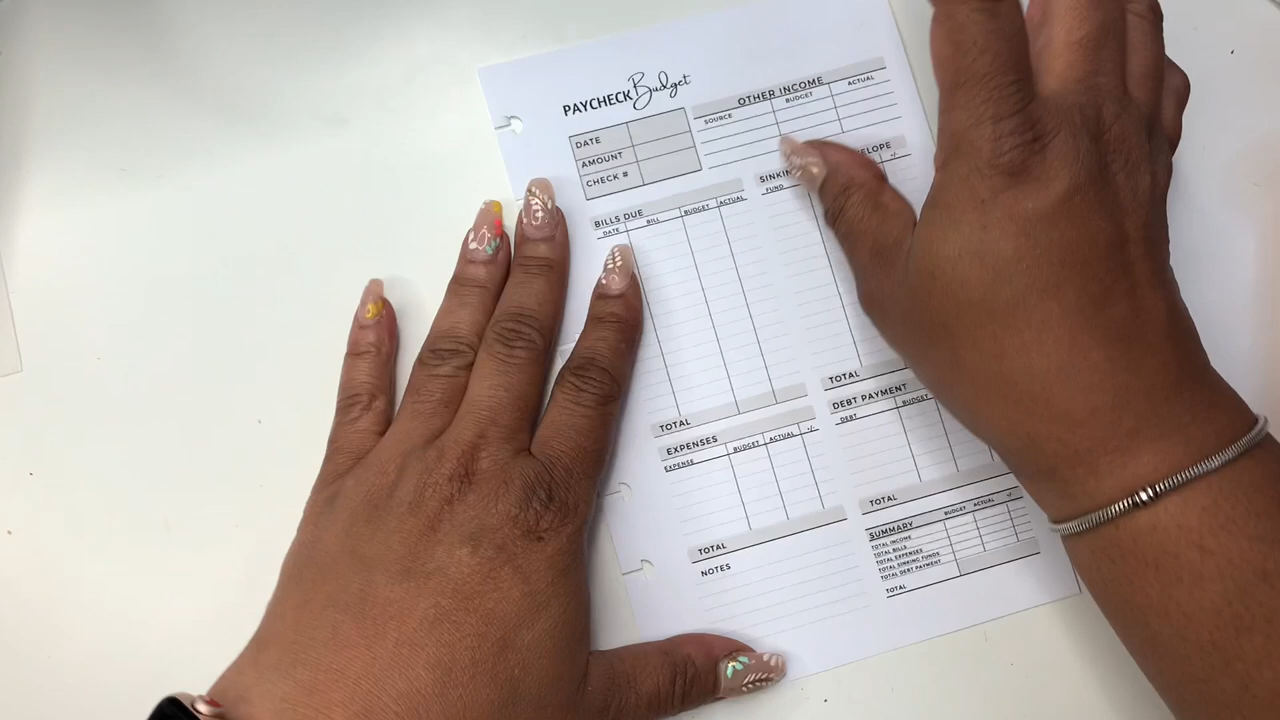 PAYCHECK Budget
DATE
AMOUNT
CHECK #
OTHER INCOME
SOURCE BUDGET ACTUAL
BILLS DUE
DATE BILL BUDGET ACTUAL
TOTAL
EXPENSES
EXPENSE BUDGET ACTUAL +/-
TOTAL
NOTES
FUND +/-
TOTAL
DEBT PAYMENT
DEBT BUDGET
TOTAL
SUMMARY BUDGET ACTUAL +/-
TOTAL INCOME
TOTAL BILLS
TOTAL EXPENSES
TOTAL SINKING FUNDS
TOTAL DEBT PAYMENT
TOTAL